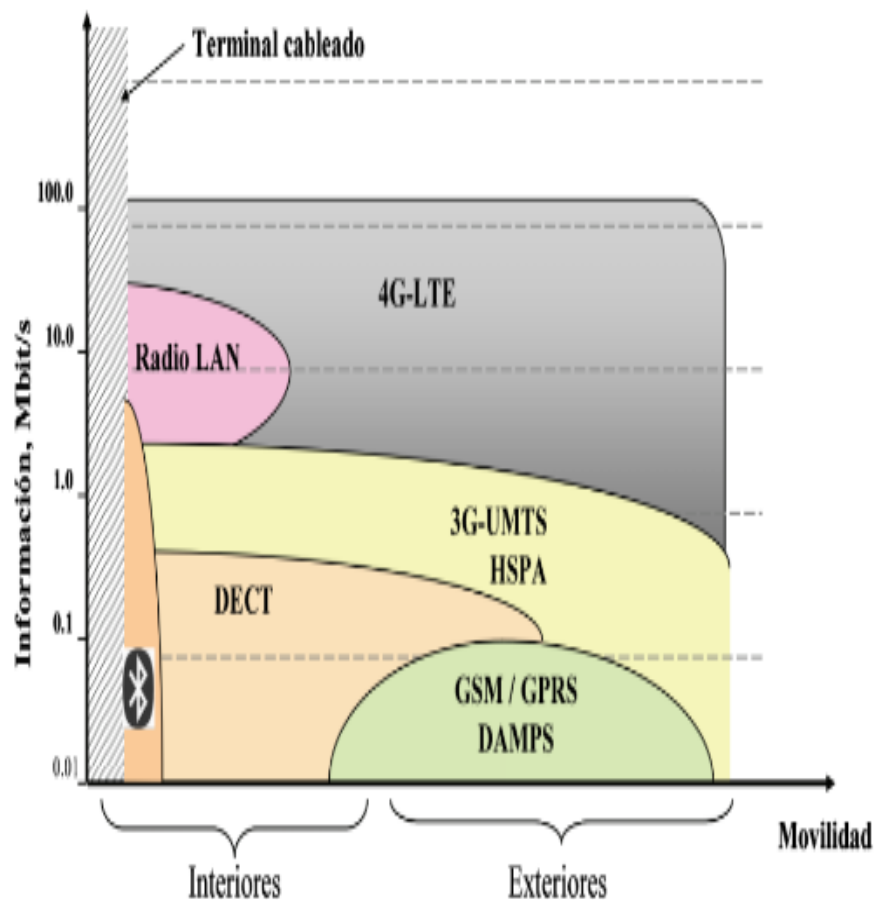 Terminal cableado
100.0
4G-LTE
10.0
Radio LAN
Información, Mbit/s
1.0
3G-UMTS
HSPA
DECT
0.1
GSM / GPRS
DAMPS
0.01
Movilidad
Interiores
Exteriores